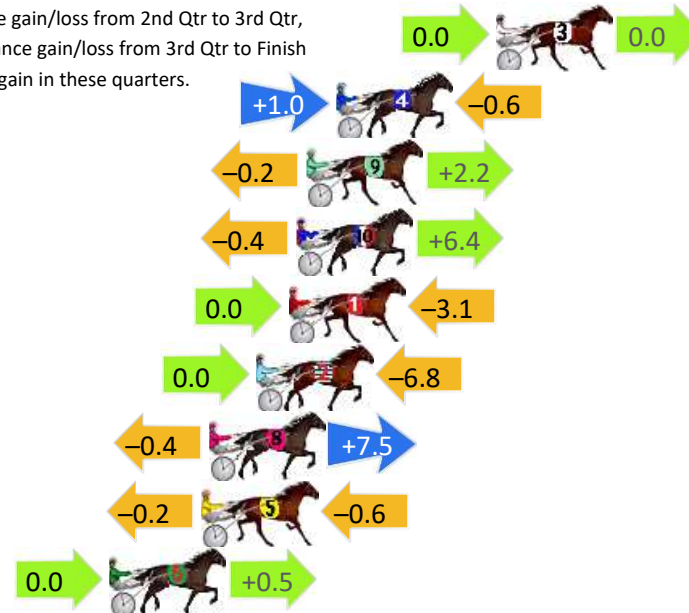 e gain/loss from 2nd Qtr to 3rd Qtr,
ance gain/loss from 3rd Qtr to Finish
gain in these quarters.
0.0 3 0.0
+1.0 4 –0.6
–0.2 9 +2.2
–0.4 10 +6.4
0.0 1 –3.1
0.0 2 –6.8
–0.4 8 +7.5
–0.2 5 –0.6
0.0 6 +0.5